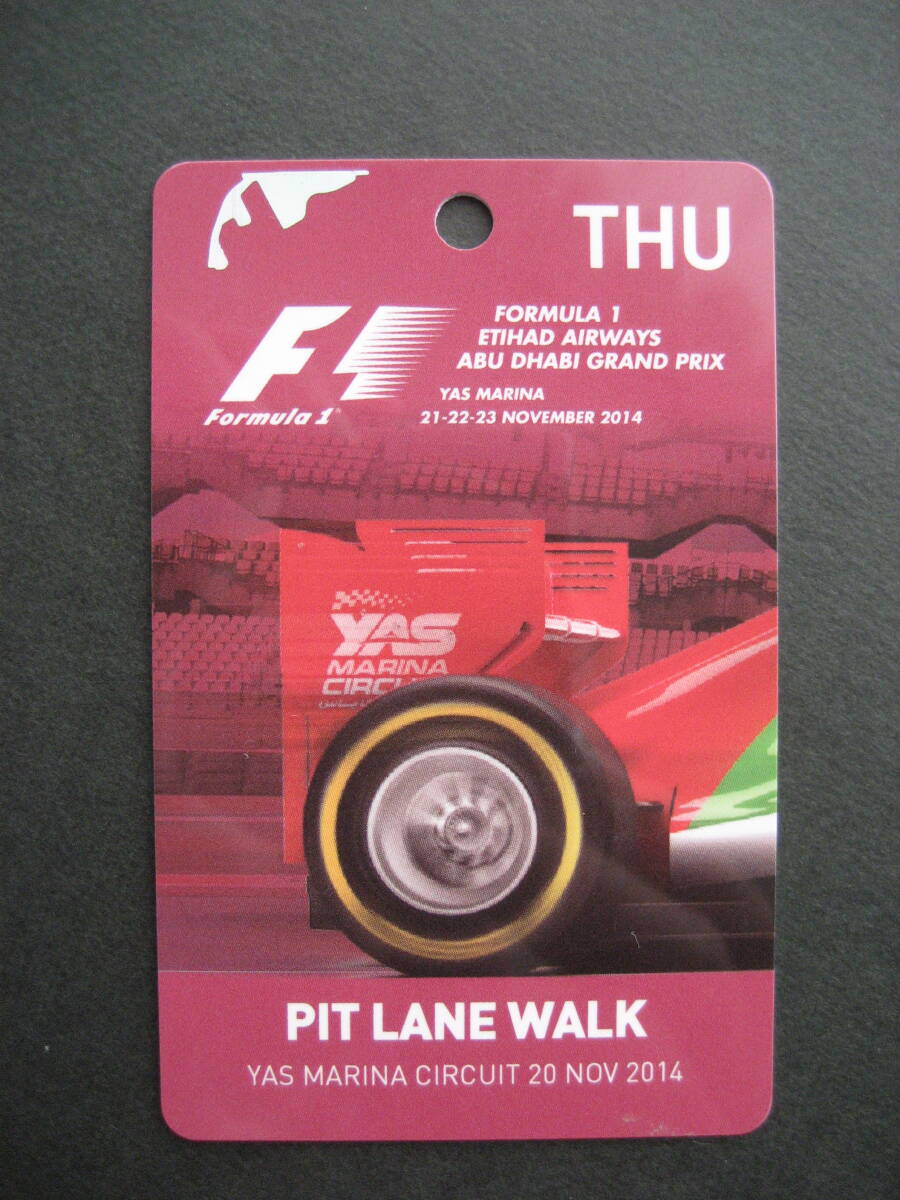 THU
F1
Formula 1®
FORMULA 1
ETIHAD AIRWAYS
ABU DHABI GRAND PRIX
YAS MARINA
21-22-23 NOVEMBER 2014
YAS
MARINA
PIT LANE WALK
YAS MARINA CIRCUIT 20 NOV 2014